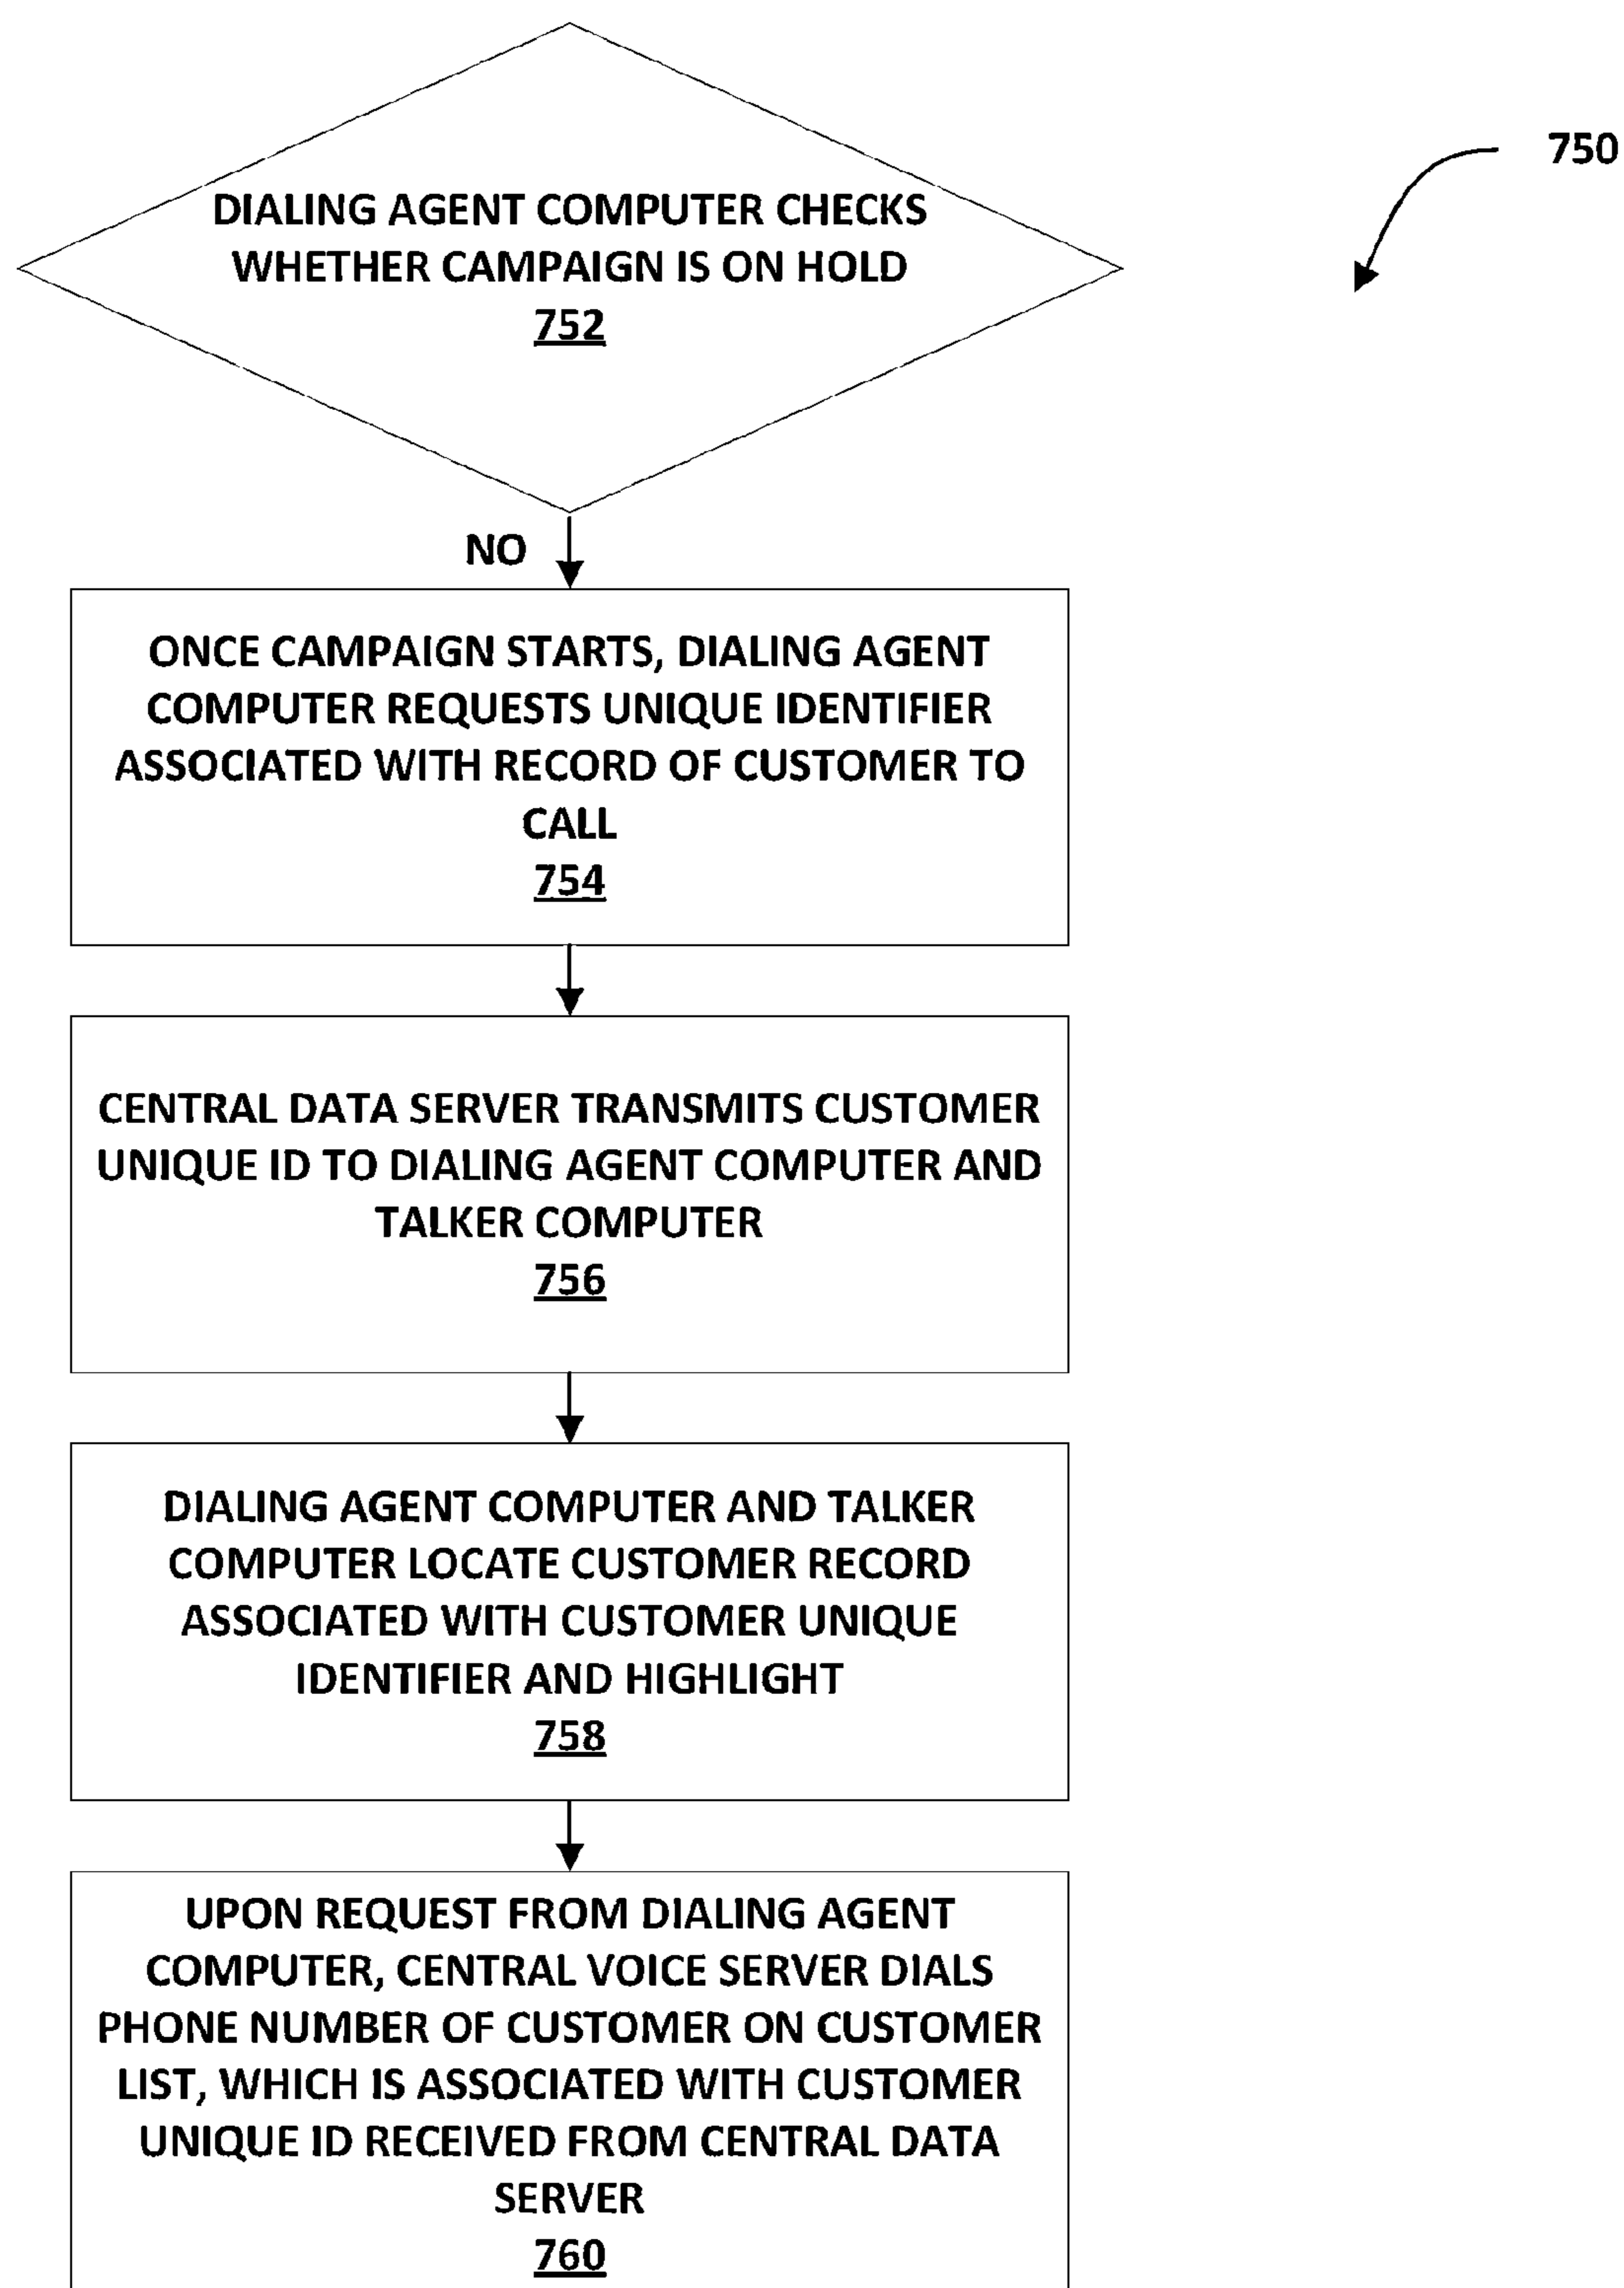 750
DIALING AGENT COMPUTER CHECKS
WHETHER CAMPAIGN IS ON HOLD
752
NO
ONCE CAMPAIGN STARTS, DIALING AGENT
COMPUTER REQUESTS UNIQUE IDENTIFIER
ASSOCIATED WITH RECORD OF CUSTOMER TO
CALL
754
CENTRAL DATA SERVER TRANSMITS CUSTOMER
UNIQUE ID TO DIALING AGENT COMPUTER AND
TALKER COMPUTER
756
DIALING AGENT COMPUTER AND TALKER
COMPUTER LOCATE CUSTOMER RECORD
ASSOCIATED WITH CUSTOMER UNIQUE
IDENTIFIER AND HIGHLIGHT
758
UPON REQUEST FROM DIALING AGENT
COMPUTER, CENTRAL VOICE SERVER DIALS
PHONE NUMBER OF CUSTOMER ON CUSTOMER
LIST, WHICH IS ASSOCIATED WITH CUSTOMER
UNIQUE ID RECEIVED FROM CENTRAL DATA
SERVER
760